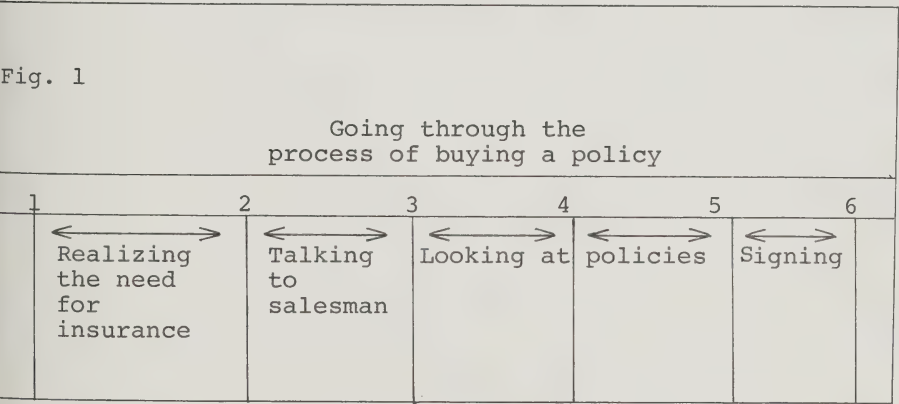 Fig. 1
Going through the
process of buying a policy
1 2 3 4 5 6
Realizing Talking Looking at policies Signing
the need to
for salesman
insurance